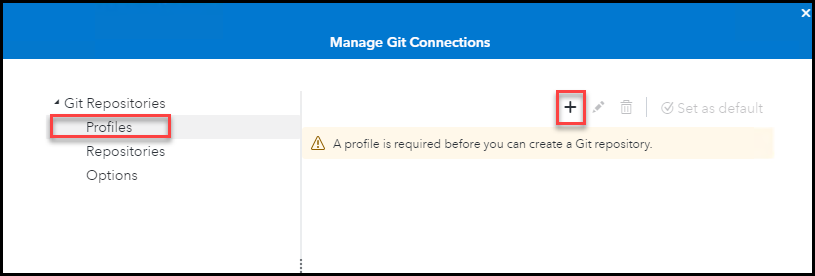 Manage Git Connections
Git Repositories
Profiles
Repositories
Options
Set as default
A profile is required before you can create a Git repository.